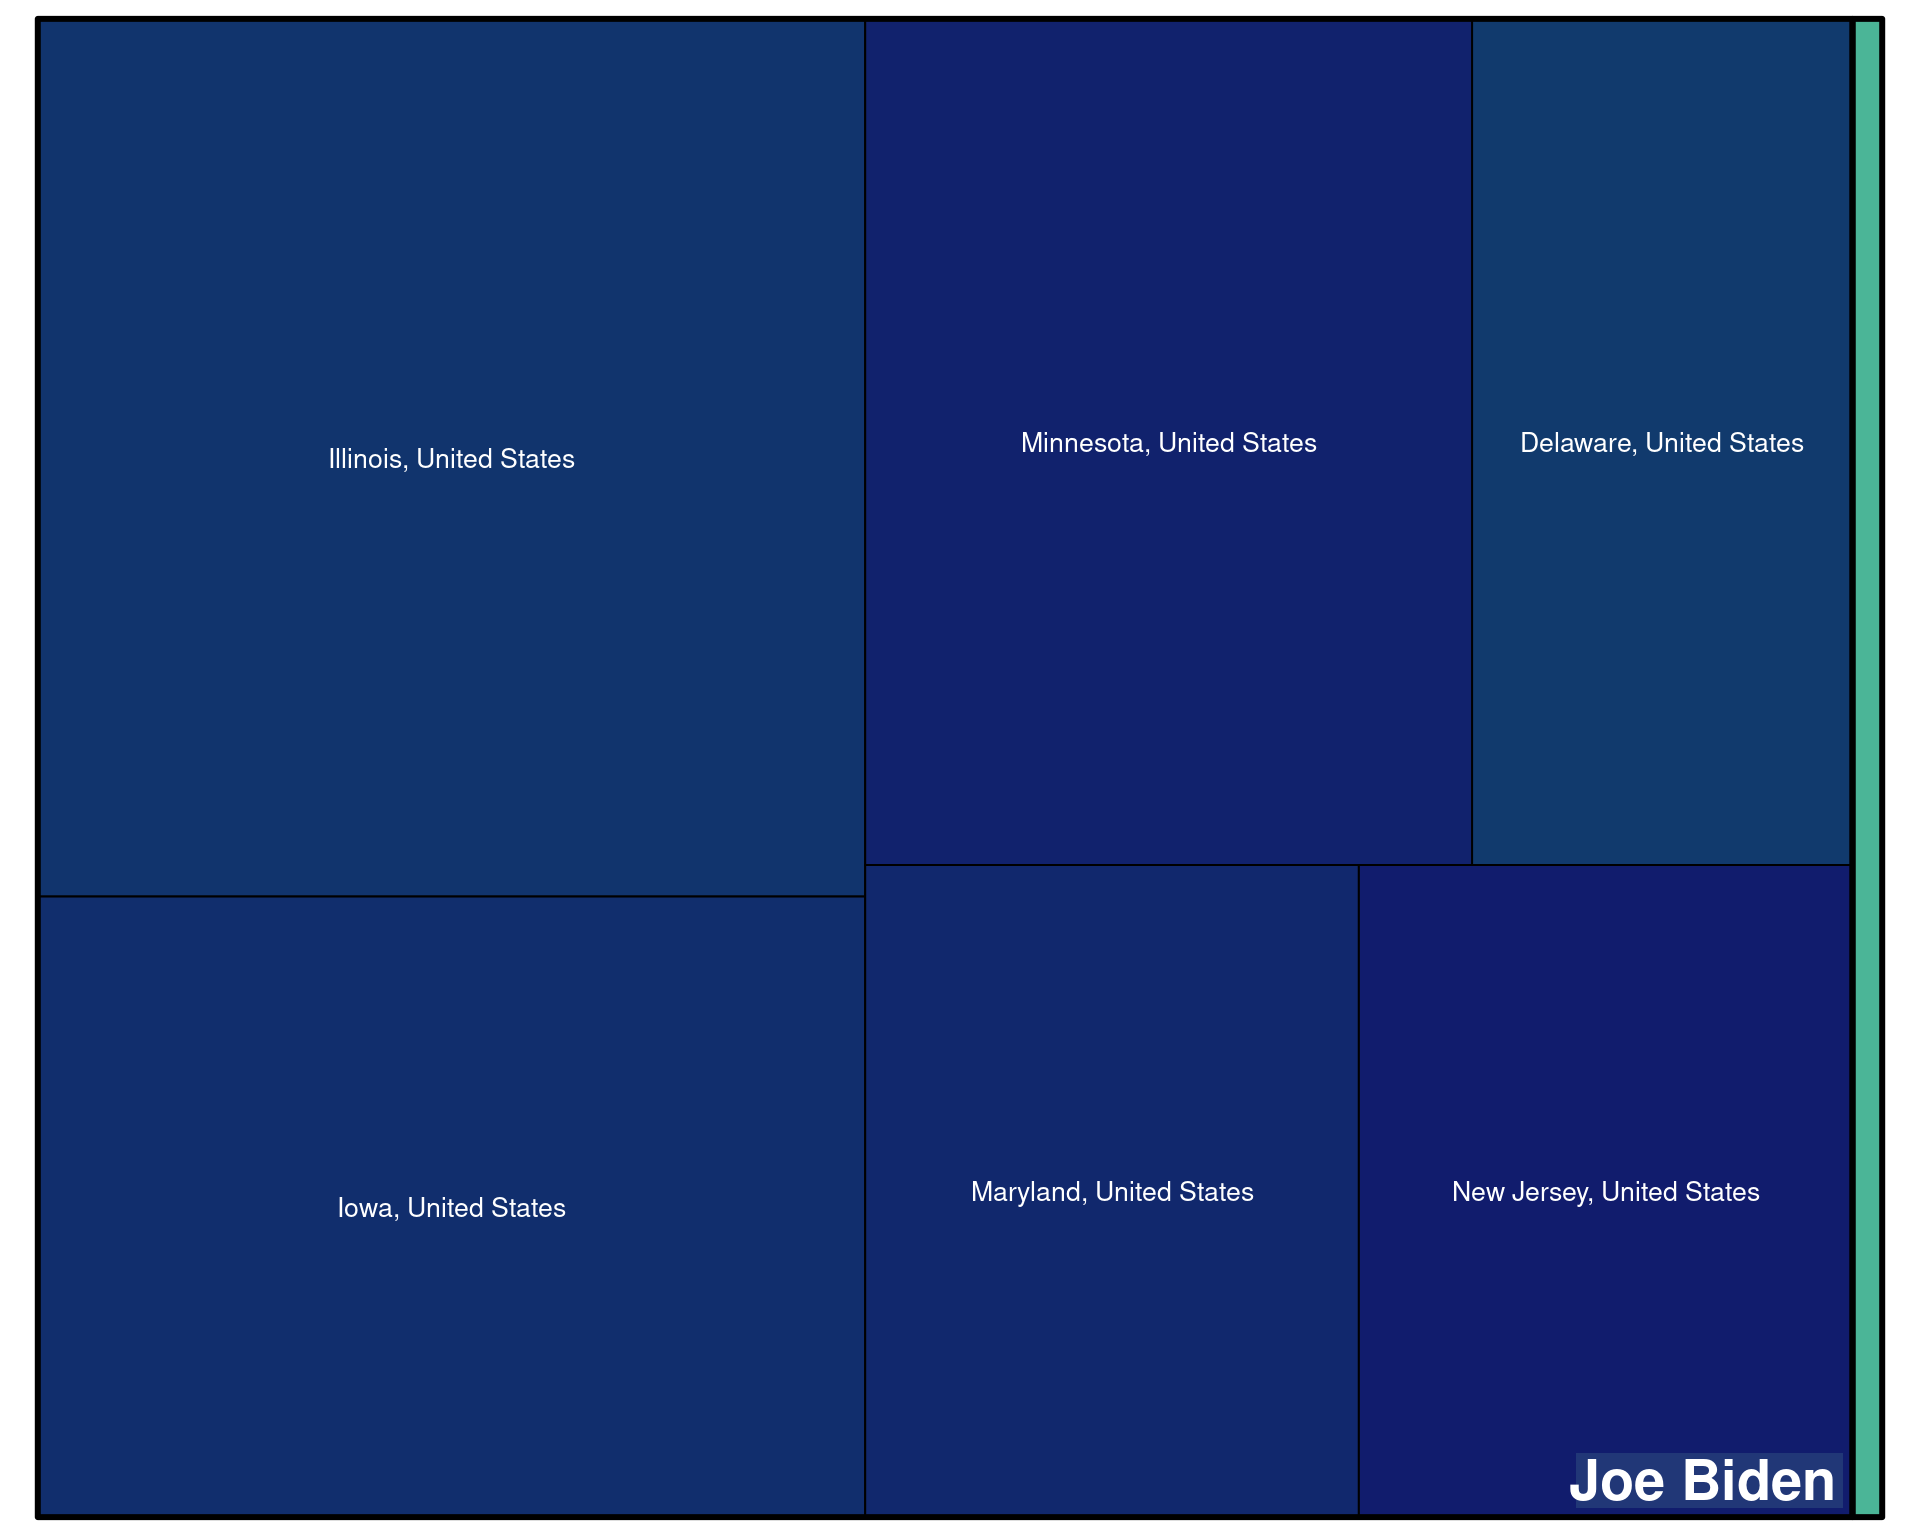 Illinois, United States
Minnesota, United States
Delaware, United States
Iowa, United States
Maryland, United States
New Jersey, United States
Joe Biden